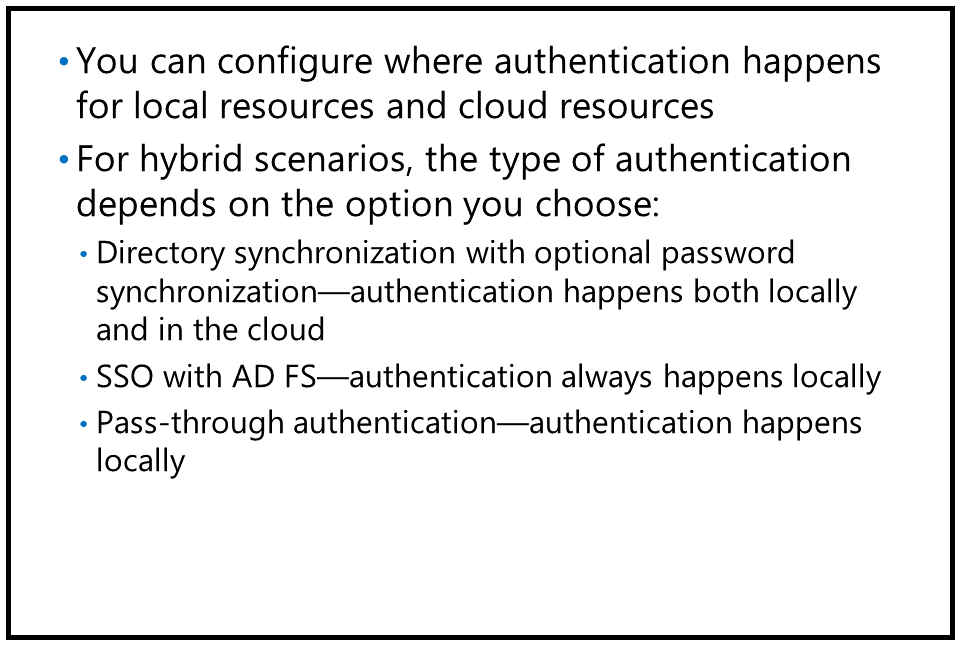 • You can configure where authentication happens
for local resources and cloud resources
• For hybrid scenarios, the type of authentication
depends on the option you choose:
• Directory synchronization with optional password
synchronization—authentication happens both locally
and in the cloud
• SSO with AD FS—authentication always happens locally
• Pass-through authentication—authentication happens
locally